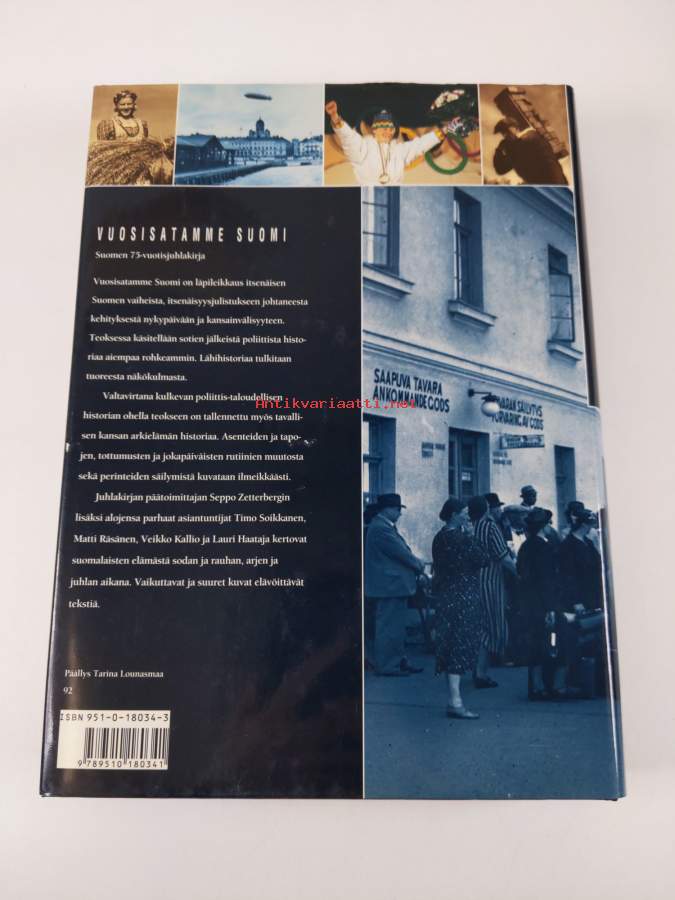 VUOSISATAMME SUOMI
Suomen 75-vuotisjuhlakirja
Vuosisatamme Suomi on läpileikkaus itsenäisen
Suomen vaiheista, itsenäisyysjulistukseen johtaneesta
kehityksestä nykypäivään ja kansainvälisyyteen.
Teoksessa käsitellään sotien jälkeistä poliittista histo-
riaa aiempaa rohkeammin. Lähihistoriaa tulkitaan
tuoreesta näkökulmasta.
Valtavirtana kulkevan poliittis-taloudellisen
historian ohella teokseen on tallennettu myös tavalli-
sen kansan arkielämän historiaa. Asenteiden ja tapo-
jen, tottumusten ja jokapäiväisten rutiinien muutosta
sekä perinteiden säilymistä kuvataan ilmeikkäästi.
Juhlakirjan päätoimittajan Seppo Zetterbergin
lisäksi alojensa parhaat asiantuntijat Timo Soikkanen,
Matti Räsänen, Veikko Kallio ja Lauri Haataja kertovat
suomalaisten elämästä sodan ja rauhan, arjen ja
juhlan aikana. Vaikuttavat ja suuret kuvat elävöittävät
tekstiä.
Päällys Tarina Lounasmaa
92
ISBN 951-0-18034-3
9789510180341
SAAPUVA TAVARA
ANKOMMANDE GODS
TAVARAN SÄILYTYS
FÖRVARING AV GODS
Antikvariaatti.net